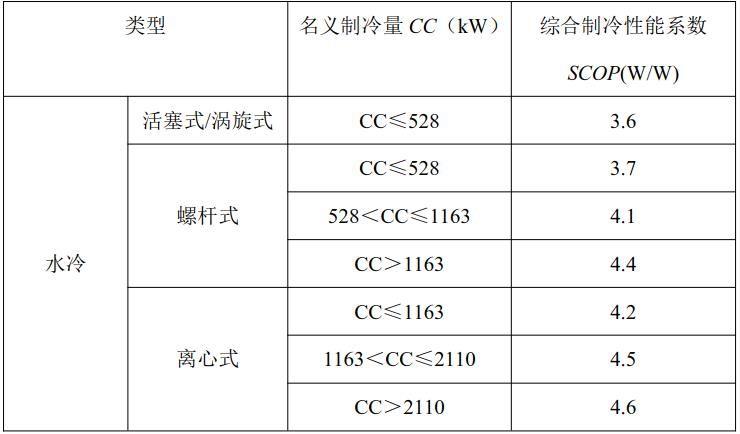 类型 名义制冷量 CC（kW） 综合制冷性能系数
SCOP(W/W)
水冷
活塞式/涡旋式 CC≤528 3.6
螺杆式
CC≤528 3.7
528＜CC≤1163 4.1
CC＞1163 4.4
离心式
CC≤1163 4.2
1163＜CC≤2110 4.5
CC＞2110 4.6